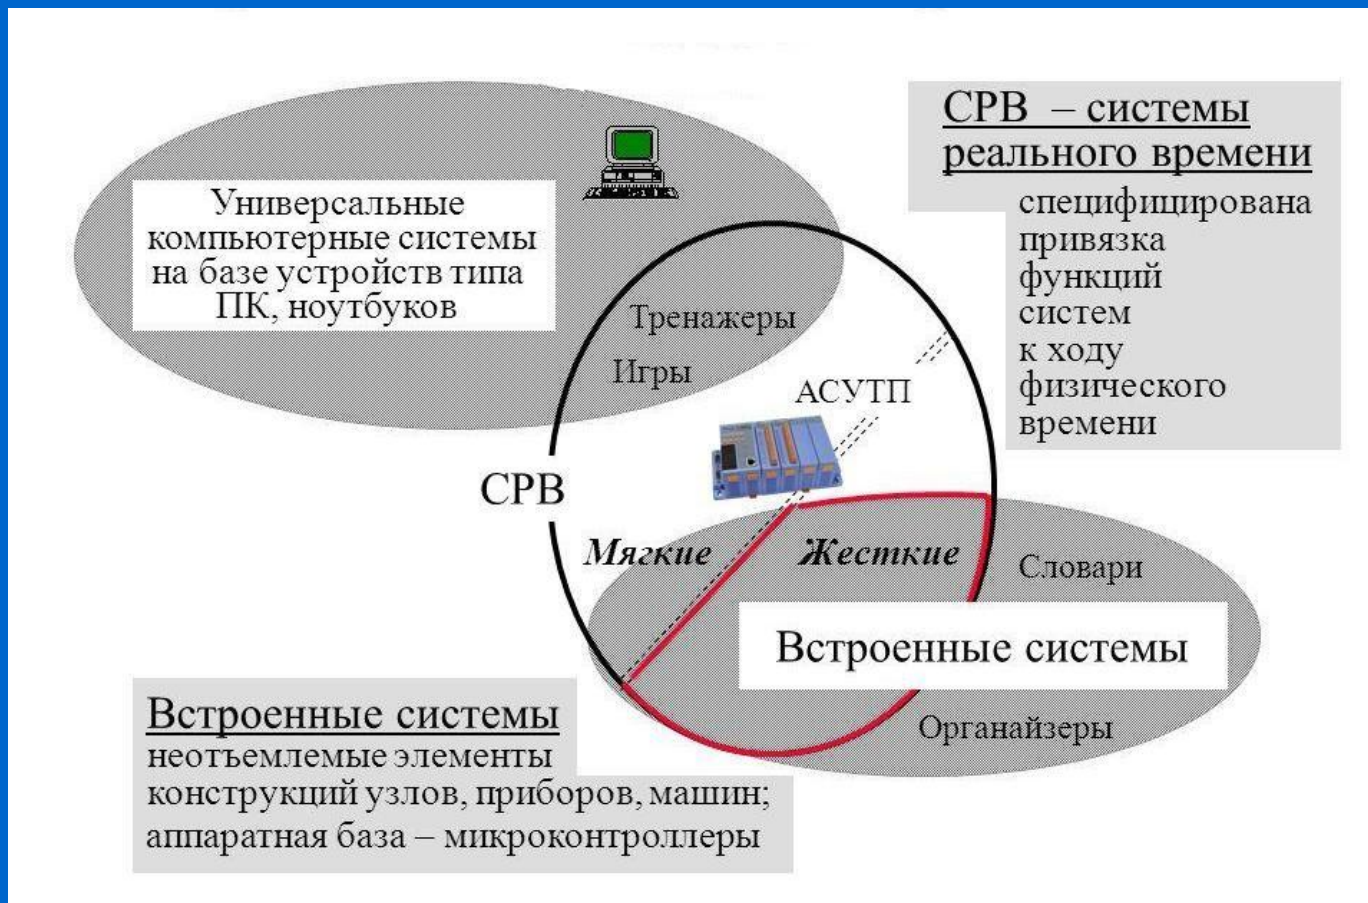 СРВ – системы
реального времени
специфицирована
привязка
функций
систем
к ходу
физического
времени
Универсальные
компьютерные системы
на базе устройств типа
ПК, ноутбуков
Тренажеры
Игры
АСУТП
СРВ
Мягкие
Жесткие
Словари
Встроенные системы
Органайзеры
Встроенные системы
неотъемлемые элементы
конструкций узлов, приборов, машин;
аппаратная база – микроконтроллеры